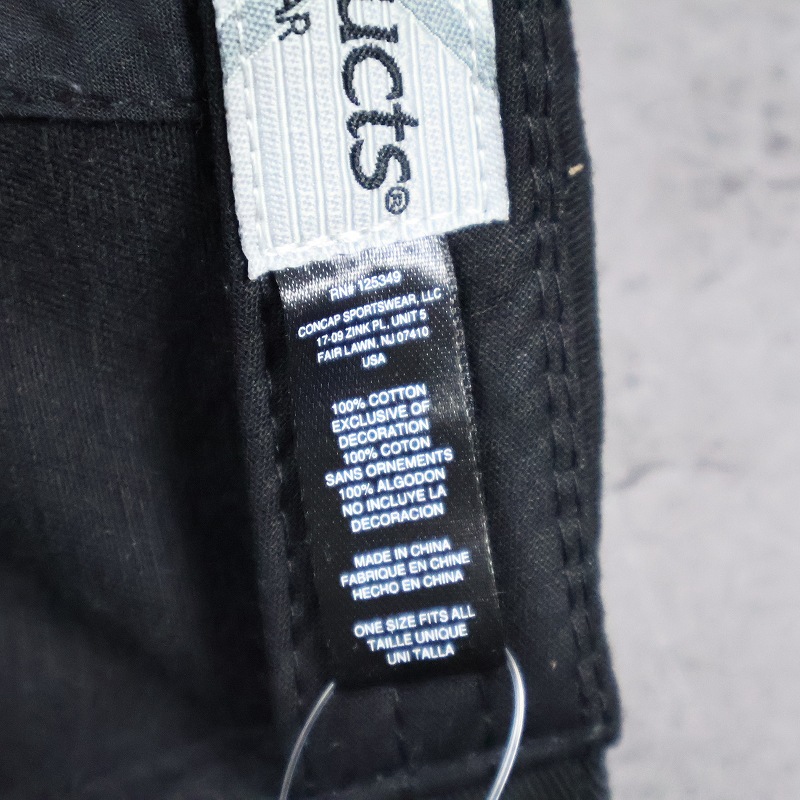 ucts®
AR
RN# 125349
CONCAP SPORTSWEAR, LLC
17-09 ZINK PL, UNIT 5
FAIR LAWN, NJ 07410
USA
100% COTTON
EXCLUSIVE OF
DECORATION
100% COTON
SANS ORNEMENTS
100% ALGODON
NO INCLUYE LA
DECORACION
MADE IN CHINA
FABRIQUE EN CHINE
HECHO EN CHINA
ONE SIZE FITS ALL
TAILLE UNIQUE
UNI TALLA